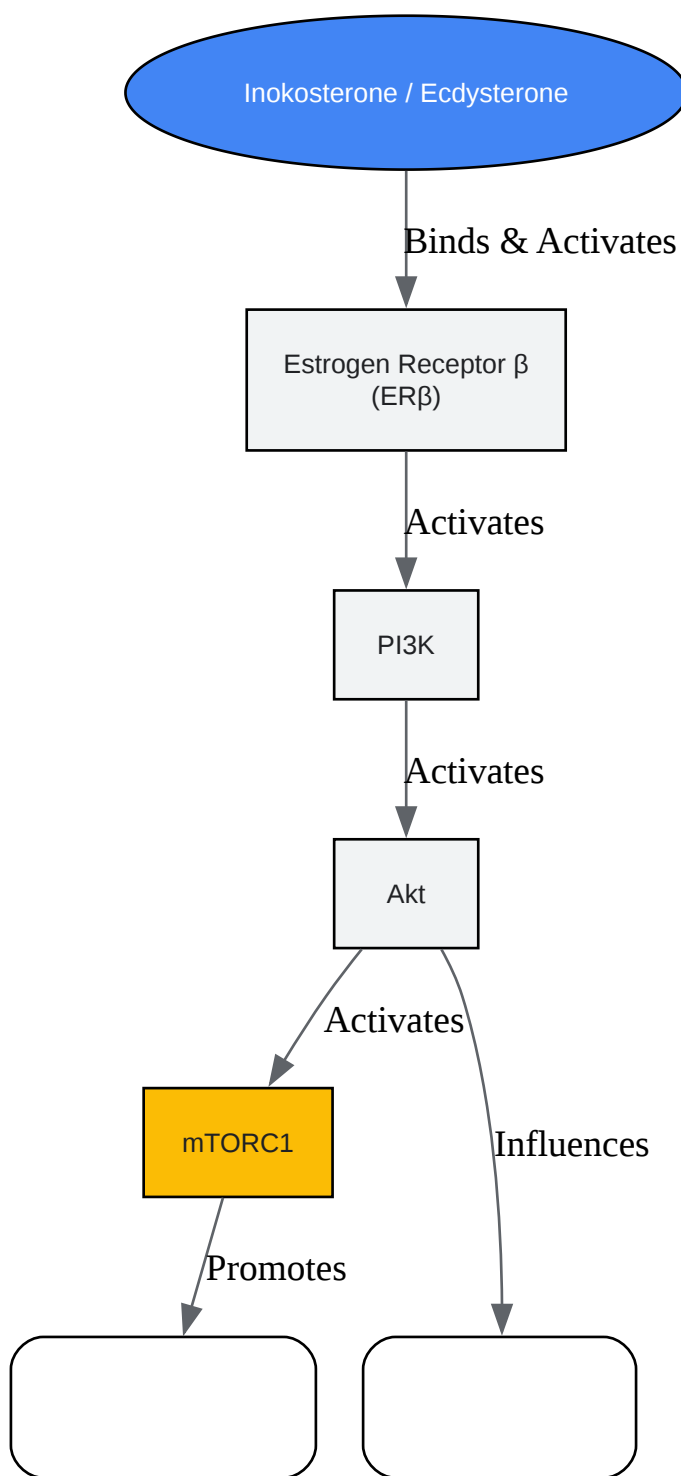 Inokosterone / Ecdysterone
Binds & Activates
Estrogen Receptor β
(ERβ)
Activates
PI3K
Activates
Akt
Activates
mTORC1
Influences
Promotes